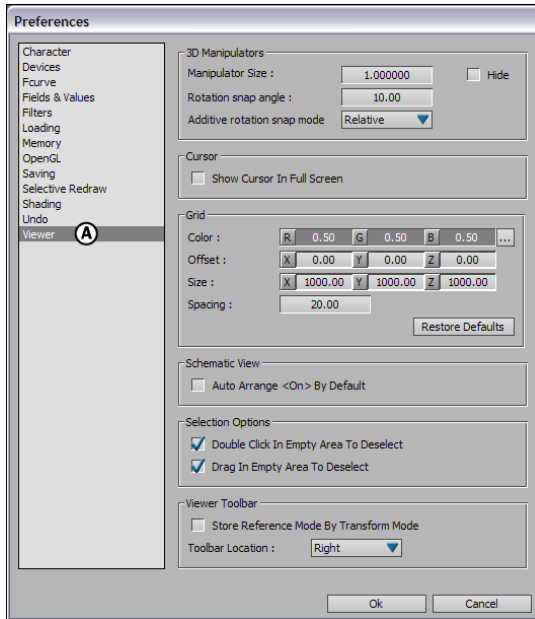 Preferences
Character
Devices
Fcurve
Fields & Values
Filters
Loading
Memory
OpenGL
Saving
Selective Redraw
Shading
Undo
Viewer A
3D Manipulators
Manipulator Size : 1.000000 Hide
Rotation snap angle : 10.00
Additive rotation snap mode Relative
Cursor
Show Cursor In Full Screen
Grid
Color : R 0.50 G 0.50 B 0.50 ...
Offset : X 0.00 Y 0.00 Z 0.00
Size : X 1000.00 Y 1000.00 Z 1000.00
Spacing : 20.00
Restore Defaults
Schematic View
Auto Arrange <On> By Default
Selection Options
Double Click In Empty Area To Deselect
Drag In Empty Area To Deselect
Viewer Toolbar
Store Reference Mode By Transform Mode
Toolbar Location : Right
Ok Cancel